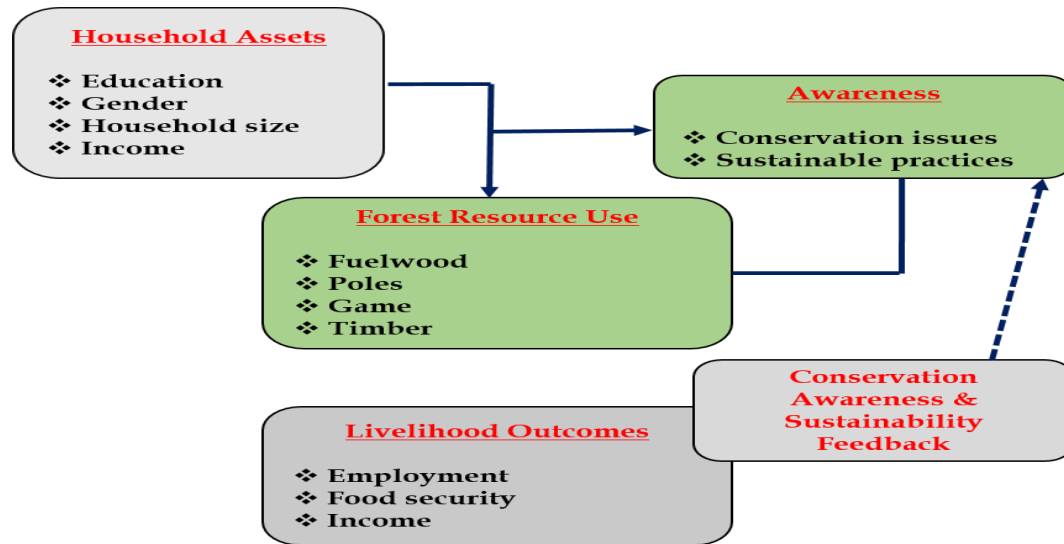 Household Assets
❖ Education
❖ Gender
❖ Household size
❖ Income
Awareness
❖ Conservation issues
❖ Sustainable practices
Forest Resource Use
❖ Fuelwood
❖ Poles
❖ Game
❖ Timber
Conservation
Awareness &
Sustainability
Feedback
Livelihood Outcomes
❖ Employment
❖ Food security
❖ Income